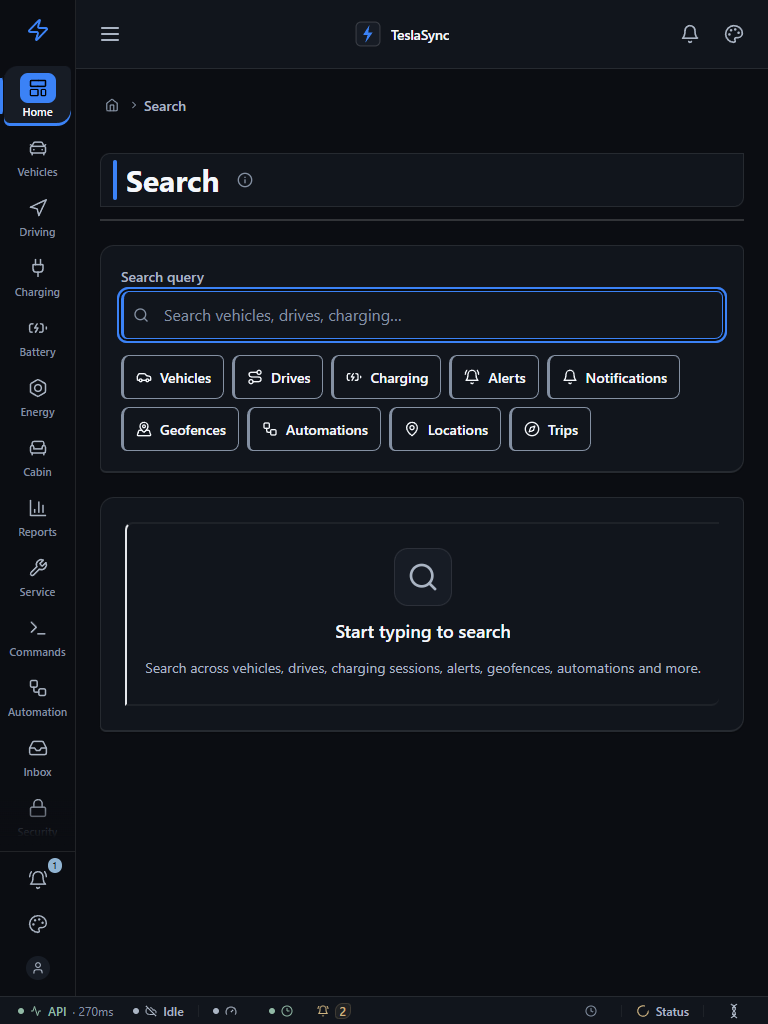 TeslaSync
Home
Vehicles
Driving
Charging
Battery
Energy
Cabin
Reports
Service
Commands
Automation
Inbox
Security
1
Search
Search
Search query
Search vehicles, drives, charging...
Vehicles Drives Charging Alerts Notifications
Geofences Automations Locations Trips
Start typing to search
Search across vehicles, drives, charging sessions, alerts, geofences, automations and more.
API · 270ms Idle 2 Status